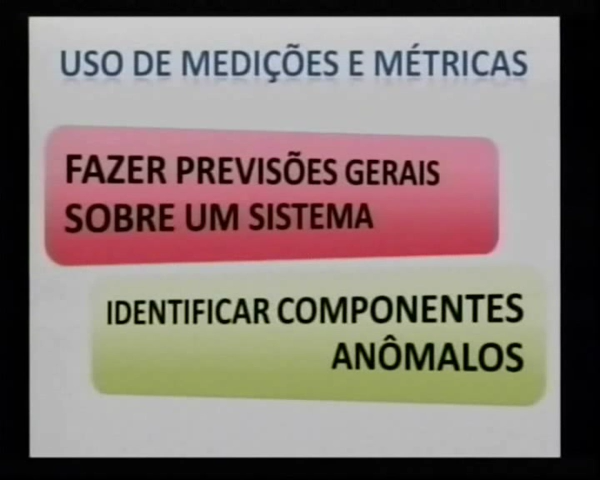 USO DE MEDIÇÕES E MÉTRICAS
FAZER PREVISÕES GERAIS
SOBRE UM SISTEMA
IDENTIFICAR COMPONENTES
ANÔMALOS